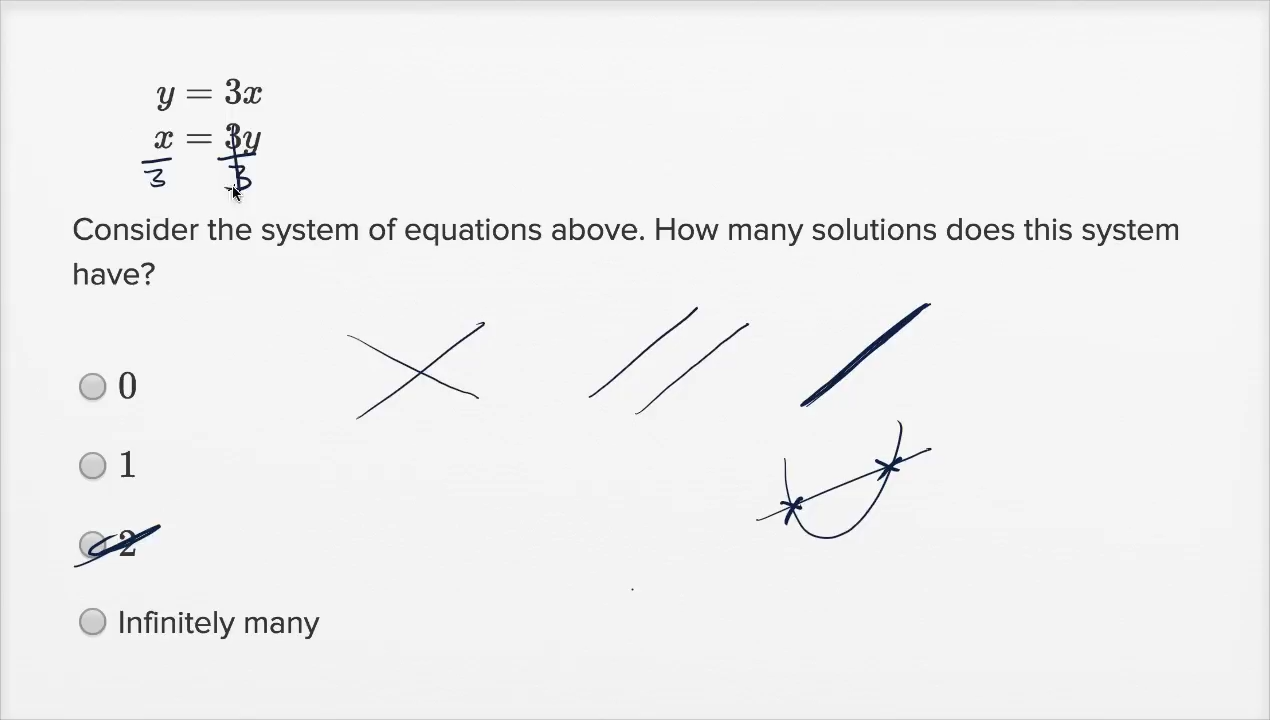 y = 3x
x = 3y
3 3
Consider the system of equations above. How many solutions does this system
have?
0
1
2
Infinitely many